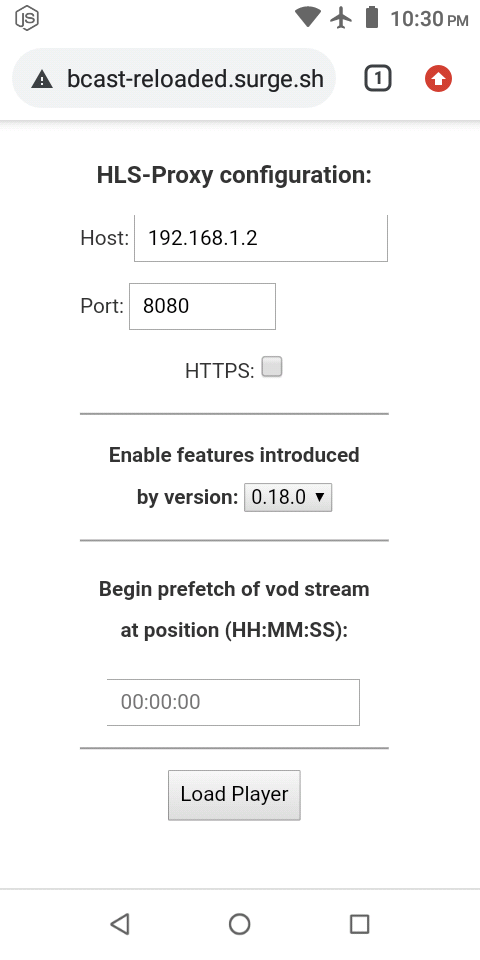 JS
10:30 PM
bcast-reloaded.surge.sh
1
HLS-Proxy configuration:
Host: 192.168.1.2
Port: 8080
HTTPS:
Enable features introduced
by version: 0.18.0 ▼
Begin prefetch of vod stream
at position (HH:MM:SS):
00:00:00
Load Player